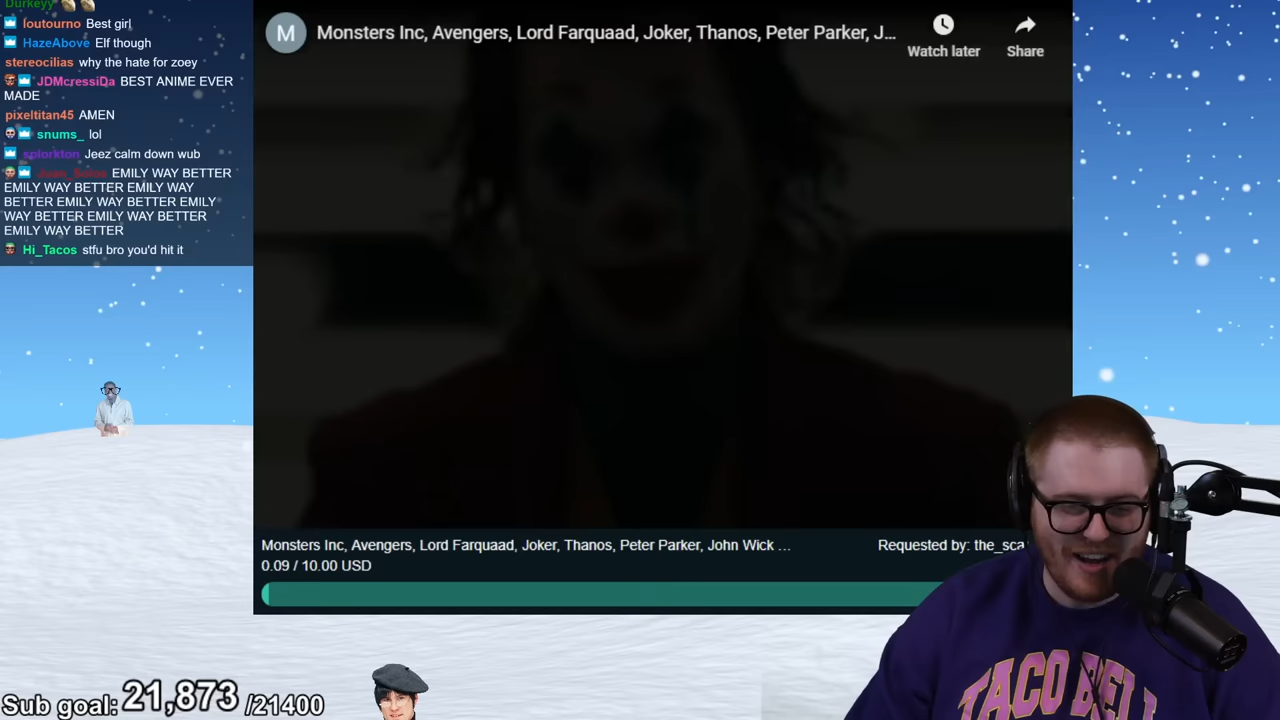 Durkeyy
loutourno Best girl
HazeAbove Elf though
stereocilias why the hate for zoey
JDMcressiDa BEST ANIME EVER
MADE
pixeltitan45 AMEN
snums_ lol
splorkton Jeez calm down wub
EMILY WAY BETTER
EMILY WAY BETTER EMILY WAY
BETTER EMILY WAY BETTER EMILY
WAY BETTER EMILY WAY BETTER
EMILY WAY BETTER
Hi_Tacos stfu bro you'd hit it
M
Monsters Inc, Avengers, Lord Farquaad, Joker, Thanos, Peter Parker, J...
Watch later
Share
Monsters Inc, Avengers, Lord Farquaad, Joker, Thanos, Peter Parker, John Wick ...
Requested by: the_sca
0.09 / 10.00 USD
TACO BELL
Sub goal: 21,873 /21400